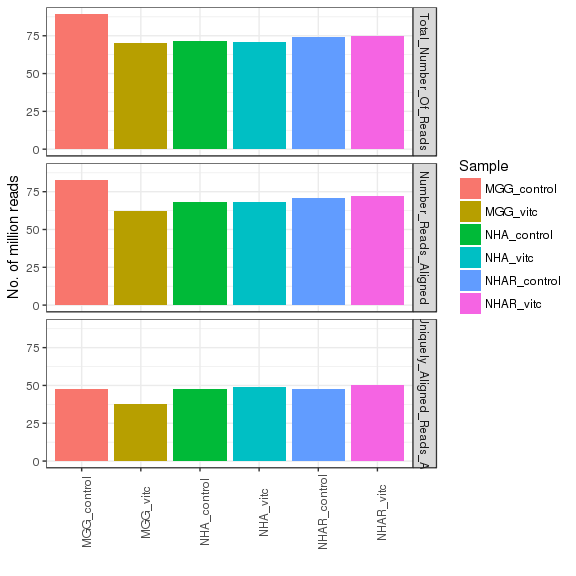 No. of million reads
75
50
25
0
Total_Number_Of_Reads
75
50
25
0
Number_Reads_Aligned
75
50
25
0
Uniquely_Aligned_Reads_A
MGG_control
MGG_vitc
NHA_control
NHA_vitc
NHAR_control
NHAR_vitc
Sample
MGG_control
MGG_vitc
NHA_control
NHA_vitc
NHAR_control
NHAR_vitc